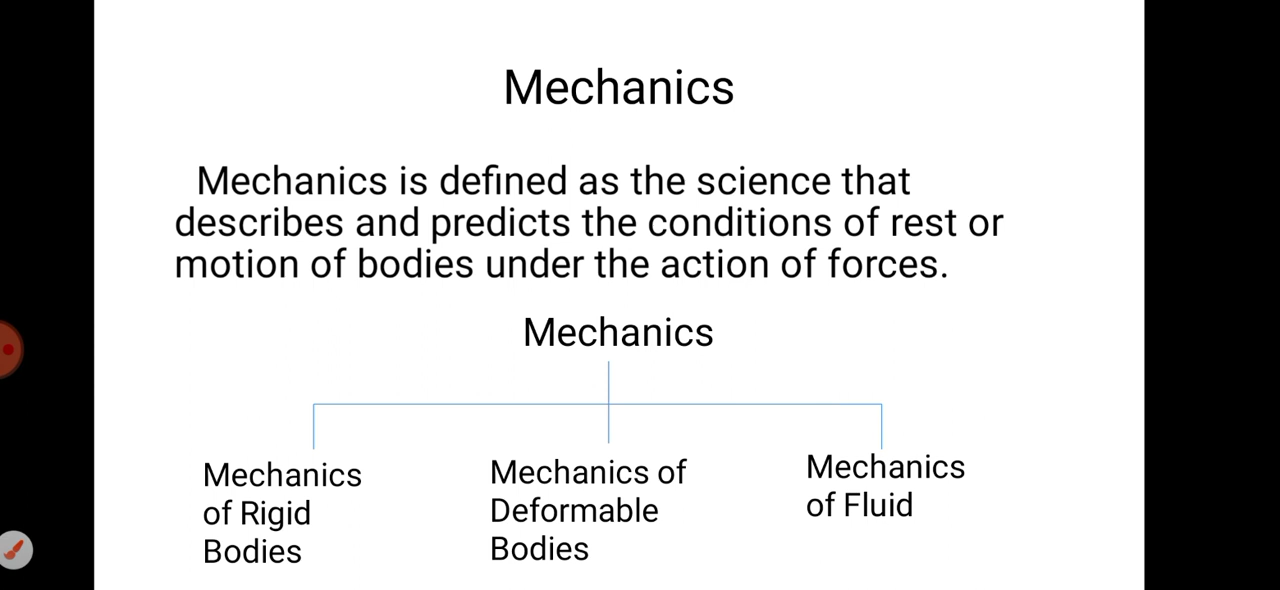 Mechanics
Mechanics is defined as the science that
describes and predicts the conditions of rest or
motion of bodies under the action of forces.
Mechanics
Mechanics
of Rigid
Bodies
Mechanics of
Deformable
Bodies
Mechanics
of Fluid